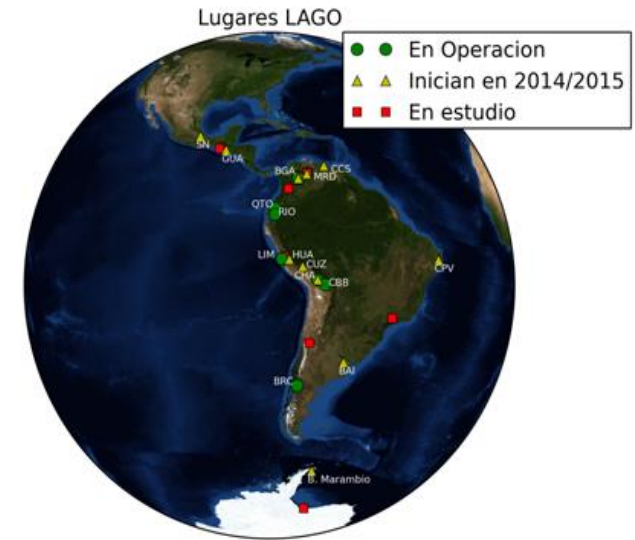 Lugares LAGO
En Operacion
Inician en 2014/2015
En estudio
SN
GUA
BGA
CCS
MRD
QTO
RIO
LIM
HUA
CUZ
CHA
CBB
CPV
BAI
BRC
B. Marambio